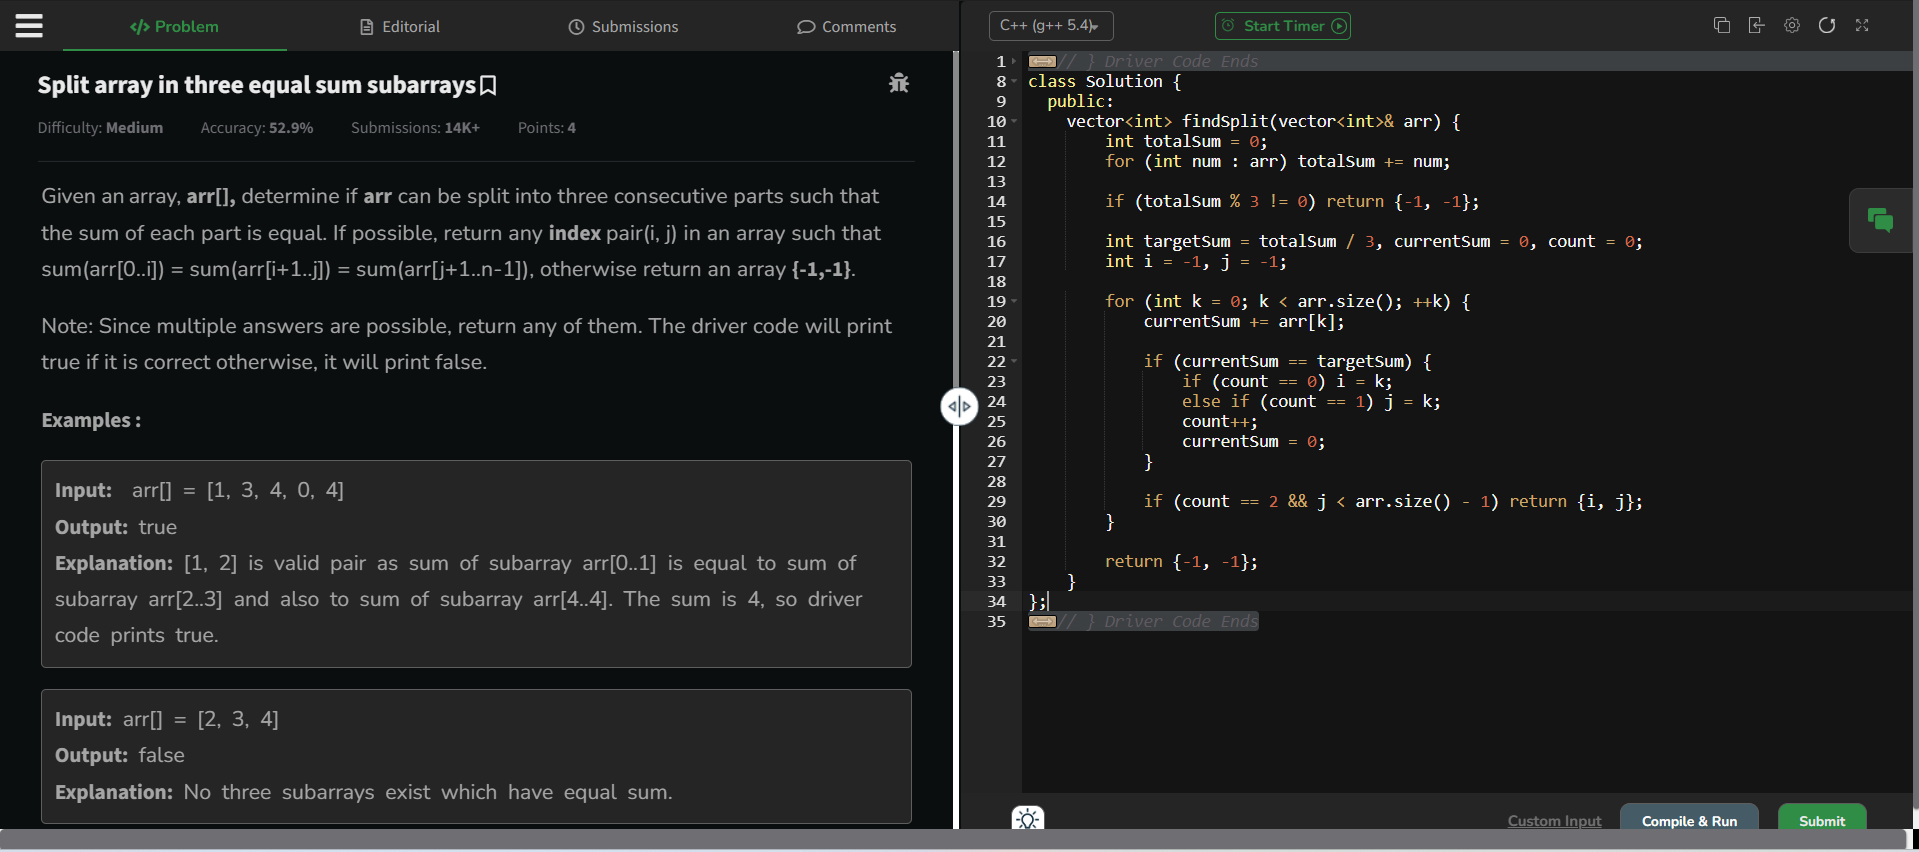 Problem
Editorial
Submissions
Comments
Split array in three equal sum subarrays
Difficulty: Medium Accuracy: 52.9% Submissions: 14K+ Points: 4
Given an array, arr[], determine if arr can be split into three consecutive parts such that
the sum of each part is equal. If possible, return any index pair(i, j) in an array such that
sum(arr[0..i]) = sum(arr[i+1..j]) = sum(arr[j+1..n-1]), otherwise return an array {-1,-1}.
Note: Since multiple answers are possible, return any of them. The driver code will print
true if it is correct otherwise, it will print false.
Examples :
Input: arr[] = [1, 3, 4, 0, 4]
Output: true
Explanation: [1, 2] is valid pair as sum of subarray arr[0..1] is equal to sum of
subarray arr[2..3] and also to sum of subarray arr[4..4]. The sum is 4, so driver
code prints true.
Input: arr[] = [2, 3, 4]
Output: false
Explanation: No three subarrays exist which have equal sum.
C++ (g++ 5.4)
Start Timer
1 // } Driver Code Ends
8 class Solution {
9 public:
10 vector<int> findSplit(vector<int>& arr) {
11 int totalSum = 0;
12 for (int num : arr) totalSum += num;
13
14 if (totalSum % 3 != 0) return {-1, -1};
15
16 int targetSum = totalSum / 3, currentSum = 0, count = 0;
17 int i = -1, j = -1;
18
19 for (int k = 0; k < arr.size(); ++k) {
20 currentSum += arr[k];
21
22 if (currentSum == targetSum) {
23 if (count == 0) i = k;
24 else if (count == 1) j = k;
25 count++;
26 currentSum = 0;
27 }
28
29 if (count == 2 && j < arr.size() - 1) return {i, j};
30 }
31
32 return {-1, -1};
33 }
34 };
35 // } Driver Code Ends
Custom Input
Compile & Run
Submit